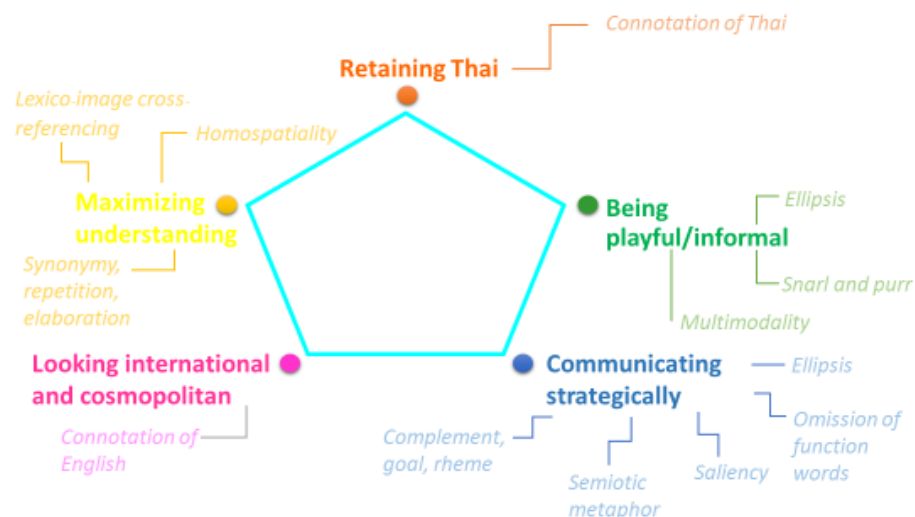 Connotation of Thai
Retaining Thai
Lexico-image cross-
referencing
Homospatiality
Maximizing
understanding
Synonymy,
repetition,
elaboration
Being
playful/informal
Ellipsis
Snarl and purr
Multimodality
Looking international
and cosmopolitan
Connotation of
English
Communicating
strategically
Ellipsis
Omission of
function
words
Complement,
goal, rheme
Semiotic
metaphor
Saliency